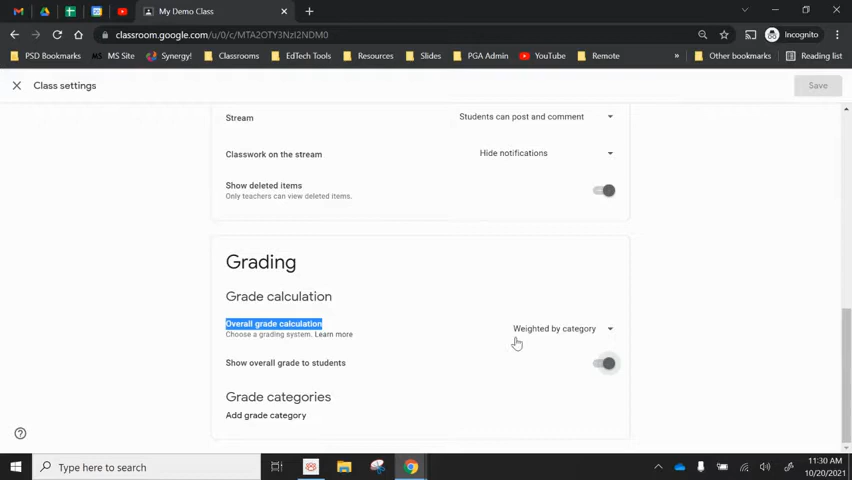 My Demo Class
classroom.google.com/u/0/c/MTA2OTY3NzI2NDM0
Incognito
PSD Bookmarks
MS Site
Synergy!
Classrooms
EdTech Tools
Resources
Slides
PGA Admin
YouTube
Remote
»
Other bookmarks
Reading list
Class settings
Save
Stream
Students can post and comment
Classwork on the stream
Hide notifications
Show deleted items
Only teachers can view deleted items.
Grading
Grade calculation
Overall grade calculation
Choose a grading system. Learn more
Weighted by category
Show overall grade to students
Grade categories
Add grade category
Type here to search
11:30 AM
10/20/2021